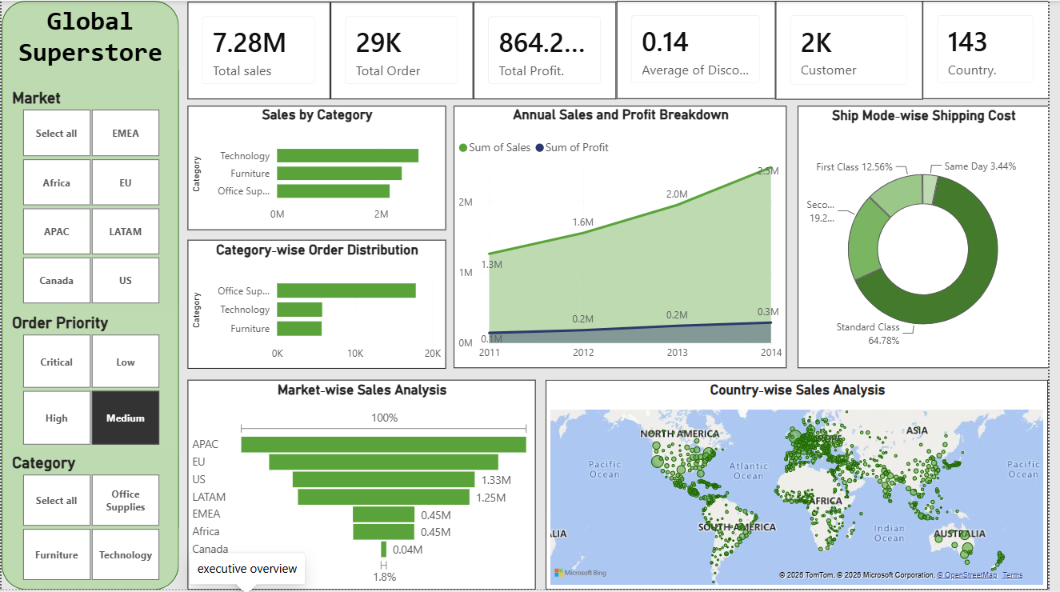 Global
Superstore
Market
Select all
EMEA
Africa
EU
APAC
LATAM
Canada
US
Order Priority
Critical
Low
High
Medium
Category
Select all
Office
Supplies
Furniture
Technology
7.28M
Total sales
29K
Total Order
864.2...
Total Profit.
0.14
Average of Disco...
2K
Customer
143
Country.
Sales by Category
Category
Technology
Furniture
Office Sup...
0M
2M
Category-wise Order Distribution
Category
Office Sup...
Technology
Furniture
0K
10K
20K
Annual Sales and Profit Breakdown
Sum of Sales
Sum of Profit
2M
1M
0M
1.3M
1.6M
2.0M
2.5M
0.1M
0.2M
0.2M
0.3M
2011
2012
2013
2014
Ship Mode-wise Shipping Cost
First Class 12.56%
Same Day 3.44%
Seco...
19.2...
Standard Class
64.78%
Market-wise Sales Analysis
100%
APAC
EU
US
1.33M
LATAM
1.25M
EMEA
0.45M
Africa
0.45M
Canada
0.04M
1.8%
executive overview
Country-wise Sales Analysis
NORTH AMERICA
EUROPE
ASIA
Pacific
Ocean
Atlantic
Ocean
Pacific
Ocean
AFRICA
SOUTH AMERICA
Indian
Ocean
ALIA
AUSTRALIA
Microsoft Bing
© 2026 TomTom, © 2026 Microsoft Corporation, © OpenStreetMap Terms